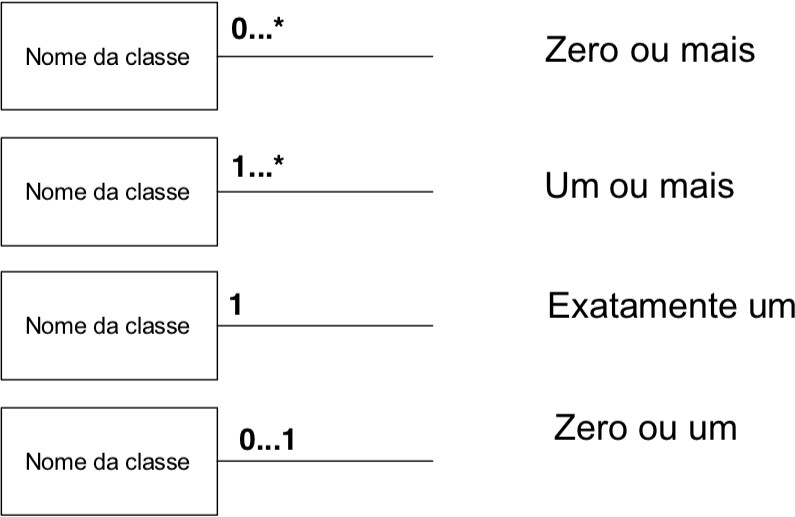 0...*
Nome da classe
Zero ou mais
1...*
Nome da classe
Um ou mais
1
Nome da classe
Exatamente um
0...1
Nome da classe
Zero ou um